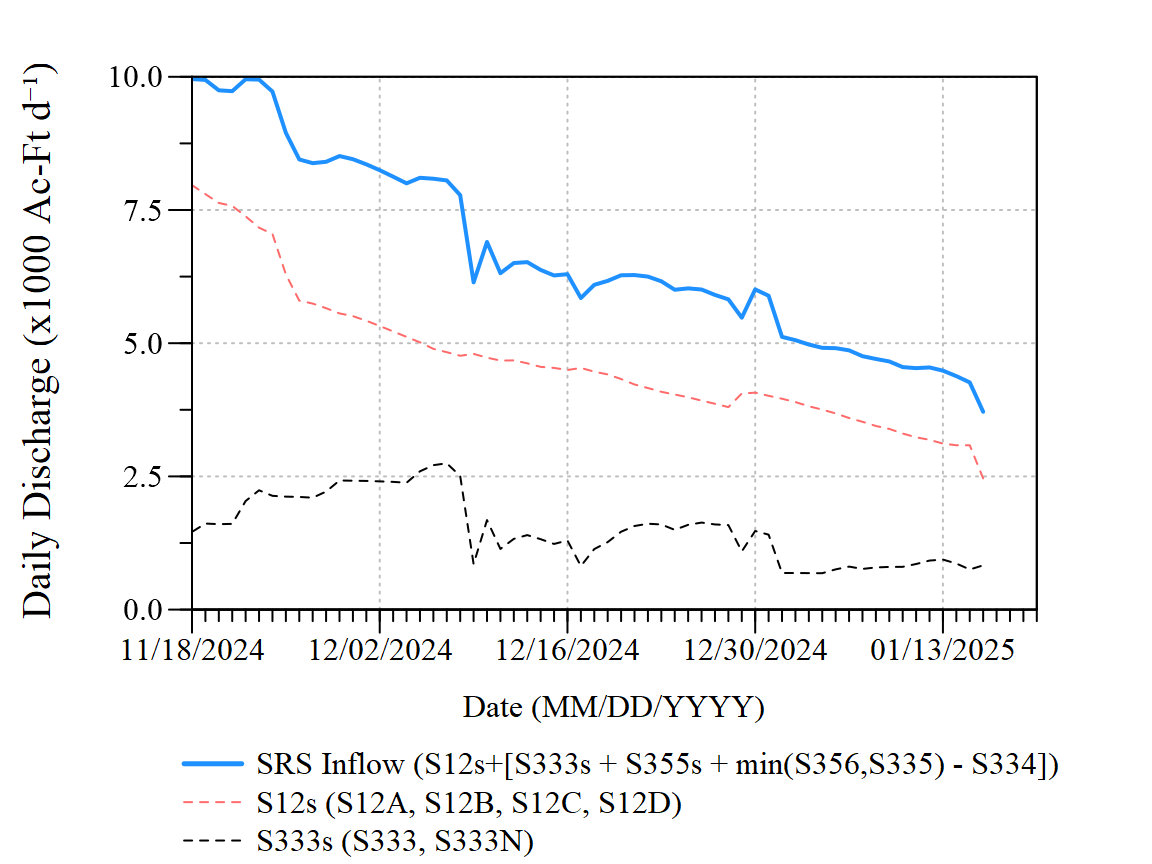 Daily Discharge (x1000 Ac-Ft d⁻¹)
10.0
7.5
5.0
2.5
0.0
11/18/2024 12/02/2024 12/16/2024 12/30/2024 01/13/2025
Date (MM/DD/YYYY)
SRS Inflow (S12s+[S333s + S355s + min(S356,S335) - S334])
S12s (S12A, S12B, S12C, S12D)
S333s (S333, S333N)